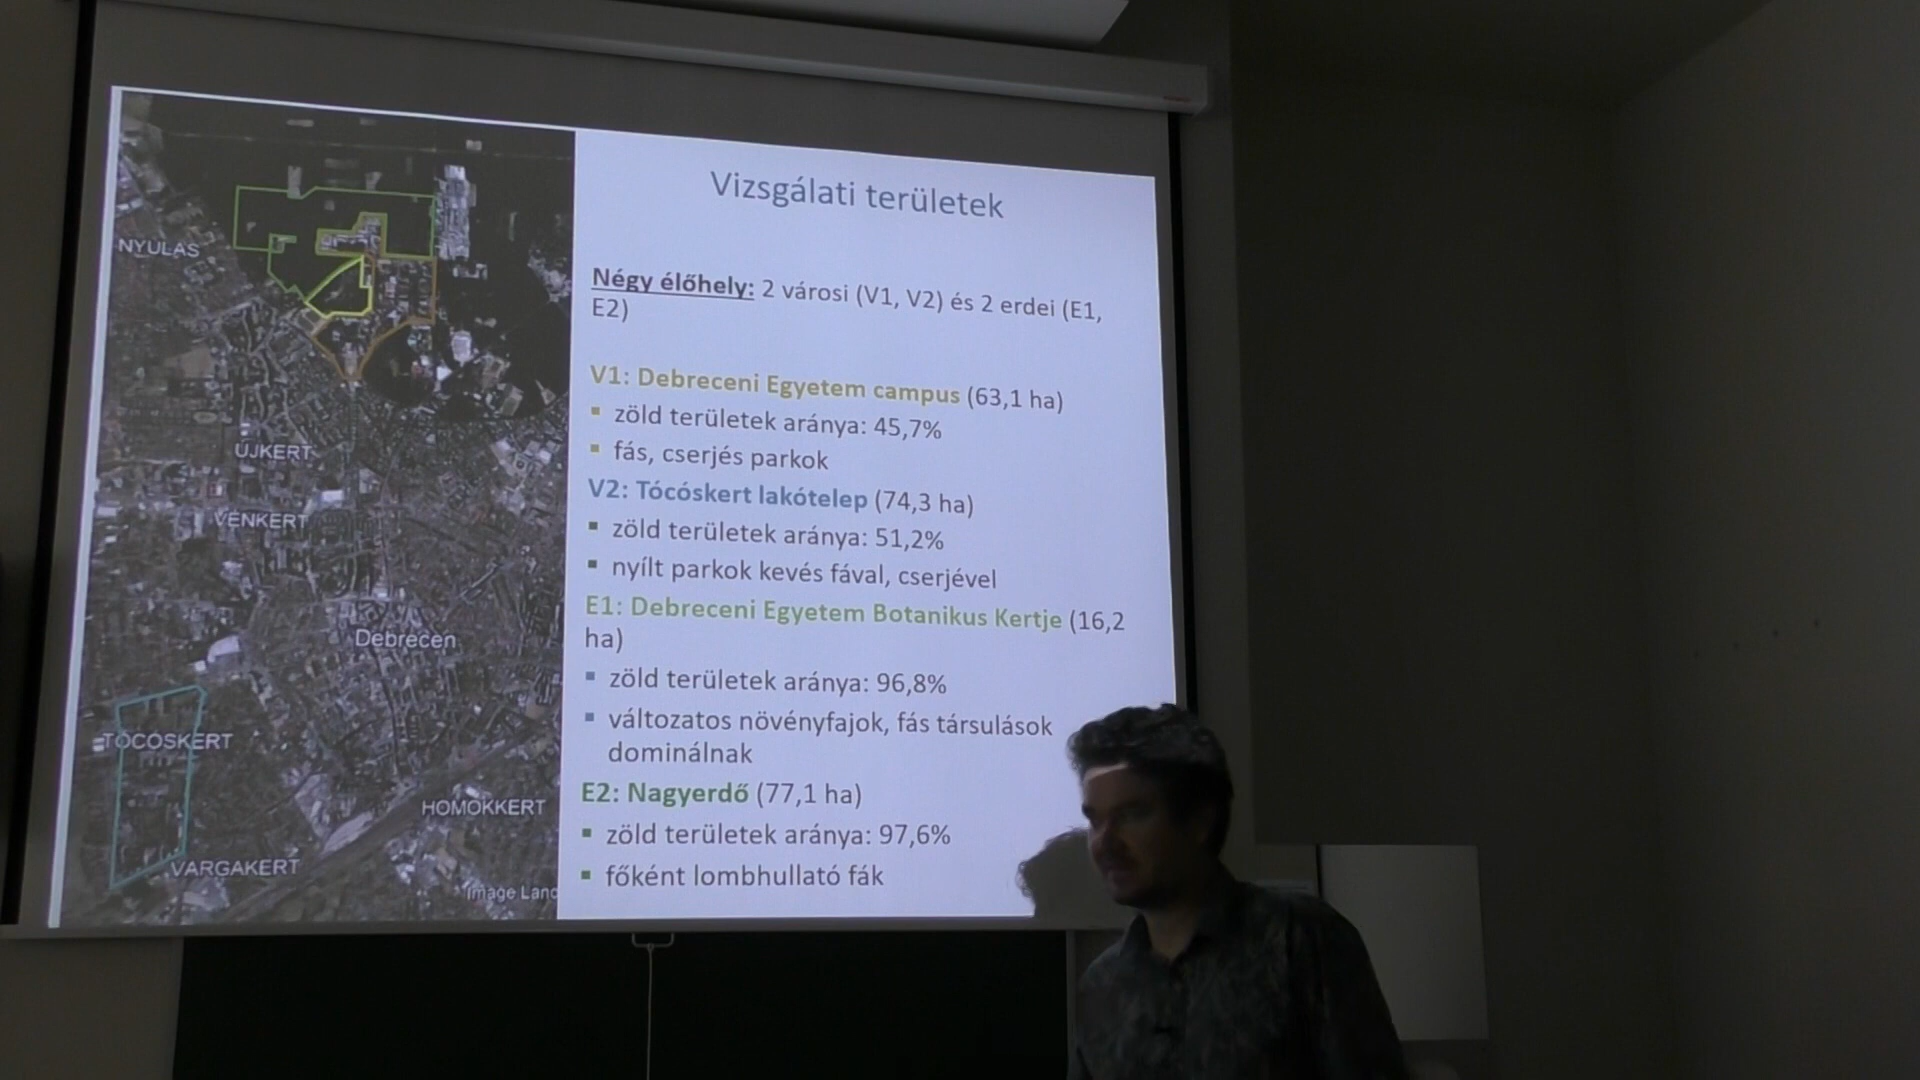 Vizsgálati területek
Négy élőhely: 2 városi (V1, V2) és 2 erdei (E1,
E2)
V1: Debreceni Egyetem campus (63,1 ha)
▪ zöld területek aránya: 45,7%
▪ fás, cserjés parkok
V2: Tócóskert lakótelep (74,3 ha)
▪ zöld területek aránya: 51,2%
▪ nyílt parkok kevés fával, cserjével
E1: Debreceni Egyetem Botanikus Kertje (16,2
ha)
▪ zöld területek aránya: 96,8%
▪ változatos növényfajok, fás társulások
dominálnak
E2: Nagyerdő (77,1 ha)
▪ zöld területek aránya: 97,6%
▪ főként lombhullató fák
NYULAS
ÚJKERT
VÉNKERT
Debrecen
TÓCÓSKERT
HOMOKKERT
VARGAKERT
Image Land